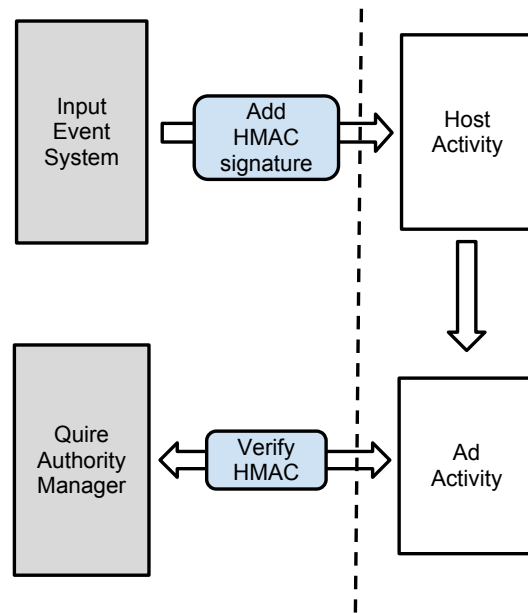 Input
Event
System
Add
HMAC
signature
Host
Activity
Quire
Authority
Manager
Verify
HMAC
Ad
Activity